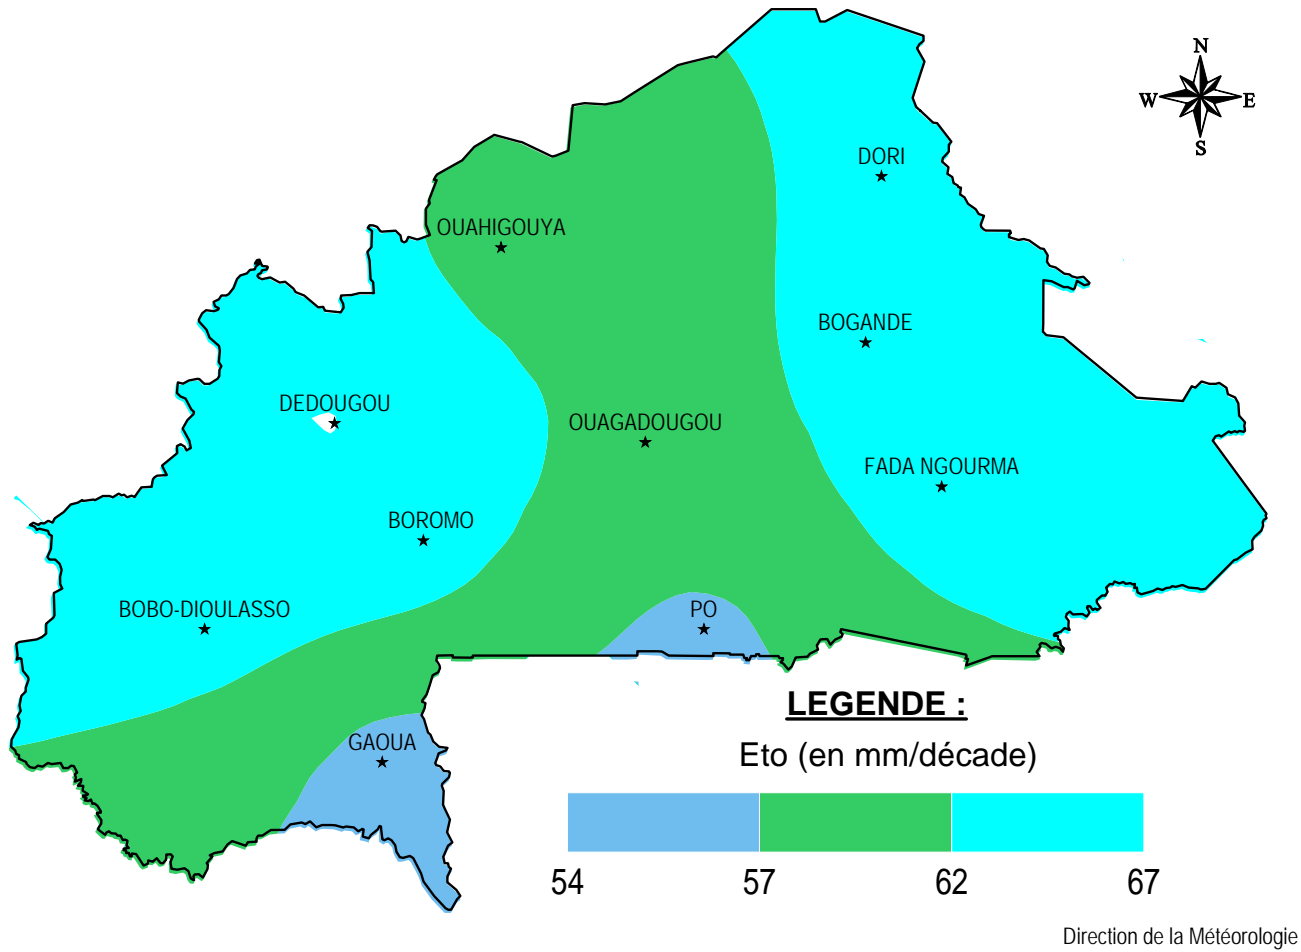 N
W E
S
DORI
OUAHIGOUYA
BOGANDE
DEDOUGOU
OUAGADOUGOU
FADA NGOURMA
BOROMO
BOBO-DIOULASSO
PO
GAOUA
LEGENDE :
Eto (en mm/décade)
54 57 62 67
Direction de la Météorologie